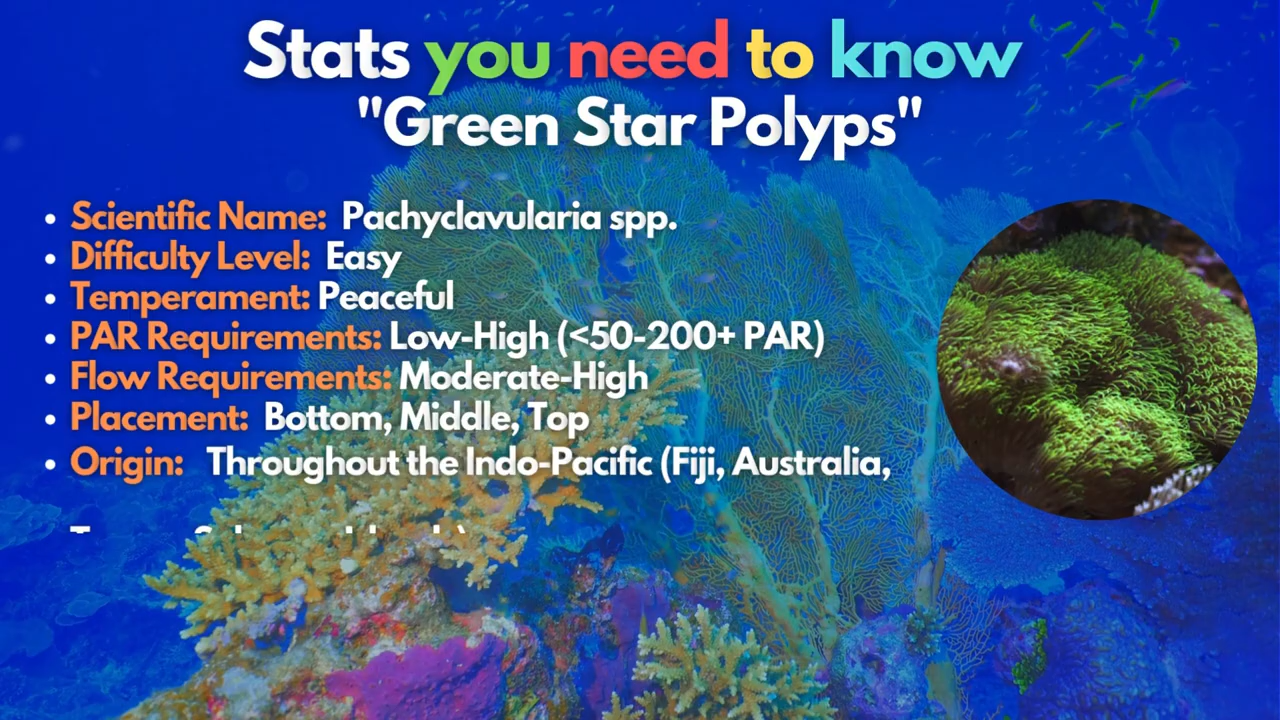 Stats you need to know
"Green Star Polyps"
• Scientific Name: Pachyclavularia spp.
• Difficulty Level: Easy
• Temperament: Peaceful
• PAR Requirements: Low-High (<50-200+ PAR)
• Flow Requirements: Moderate-High
• Placement: Bottom, Middle, Top
• Origin: Throughout the Indo-Pacific (Fiji, Australia,